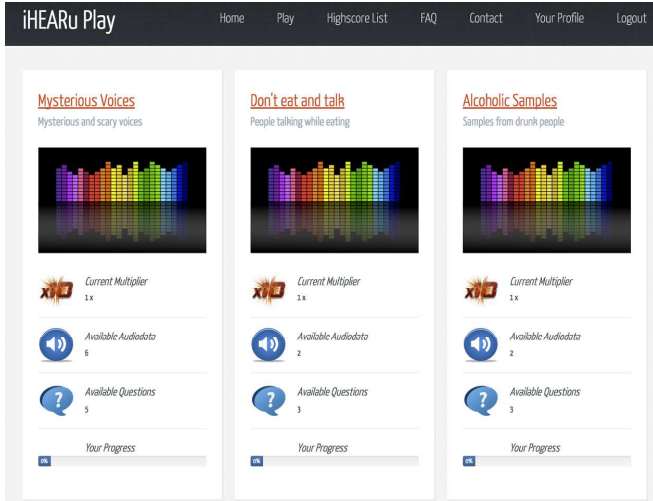 iHEARu Play
Home Play Highscore List FAQ Contact Your Profile Logout
Mysterious Voices
Mysterious and scary voices
x10
Current Multiplier
1 x
Available Audiodata
6
Available Questions
5
Your Progress
0%
Don't eat and talk
People talking while eating
x10
Current Multiplier
1 x
Available Audiodata
2
Available Questions
3
Your Progress
0%
Alcoholic Samples
Samples from drunk people
x10
Current Multiplier
1 x
Available Audiodata
2
Available Questions
3
Your Progress
0%